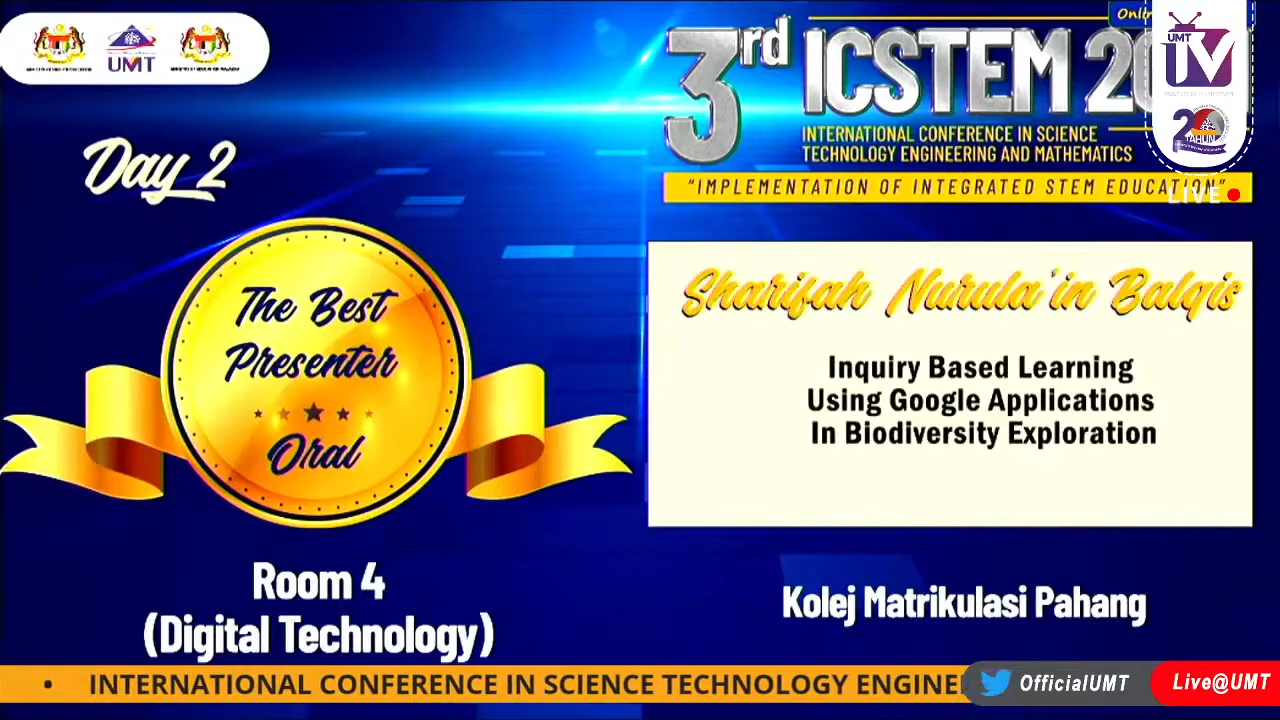 UMT
3rd ICSTEM
INTERNATIONAL CONFERENCE IN SCIENCE
TECHNOLOGY ENGINEERING AND MATHEMATICS
"IMPLEMENTATION OF INTEGRATED STEM EDUCATION"
UMT
TV
20
TAHUN
LIVE
Day 2
The Best
Presenter
Oral
Room 4
(Digital Technology)
Sharifah Nurula'in Balqis
Inquiry Based Learning
Using Google Applications
In Biodiversity Exploration
Kolej Matrikulasi Pahang
• INTERNATIONAL CONFERENCE IN SCIENCE TECHNOLOGY ENGINE
OfficialUMT
Live@UMT